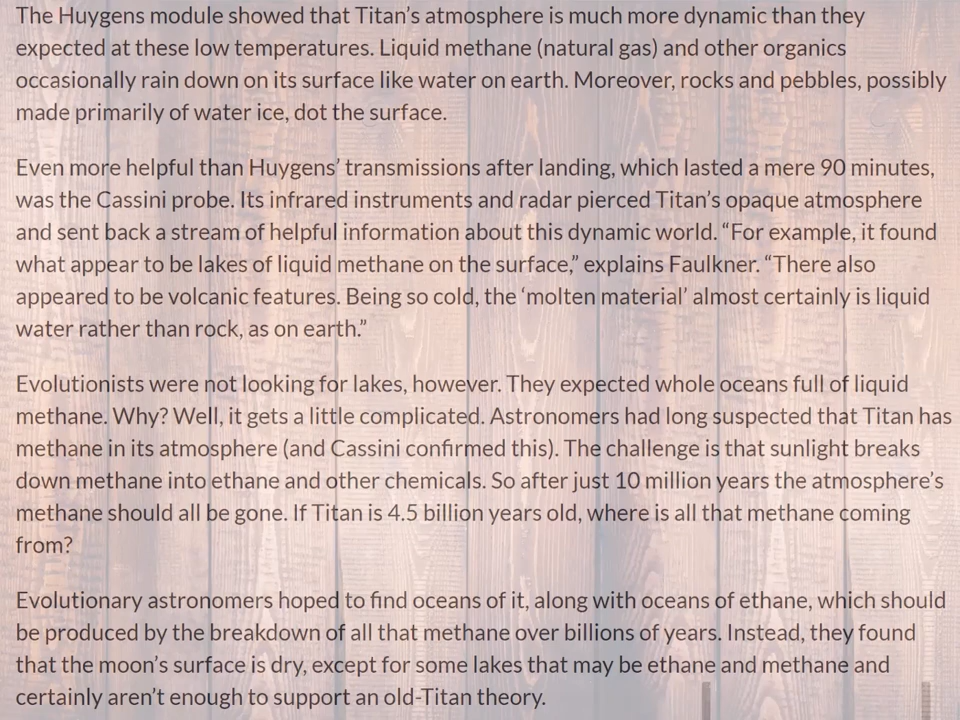 The Huygens module showed that Titan’s atmosphere is much more dynamic than they
expected at these low temperatures. Liquid methane (natural gas) and other organics
occasionally rain down on its surface like water on earth. Moreover, rocks and pebbles, possibly
made primarily of water ice, dot the surface.
Even more helpful than Huygens’ transmissions after landing, which lasted a mere 90 minutes,
was the Cassini probe. Its infrared instruments and radar pierced Titan’s opaque atmosphere
and sent back a stream of helpful information about this dynamic world. “For example, it found
what appear to be lakes of liquid methane on the surface,” explains Faulkner. “There also
appeared to be volcanic features. Being so cold, the ‘molten material’ almost certainly is liquid
water rather than rock, as on earth.”
Evolutionists were not looking for lakes, however. They expected whole oceans full of liquid
methane. Why? Well, it gets a little complicated. Astronomers had long suspected that Titan has
methane in its atmosphere (and Cassini confirmed this). The challenge is that sunlight breaks
down methane into ethane and other chemicals. So after just 10 million years the atmosphere’s
methane should all be gone. If Titan is 4.5 billion years old, where is all that methane coming
from?
Evolutionary astronomers hoped to find oceans of it, along with oceans of ethane, which should
be produced by the breakdown of all that methane over billions of years. Instead, they found
that the moon’s surface is dry, except for some lakes that may be ethane and methane and
certainly aren’t enough to support an old-Titan theory.